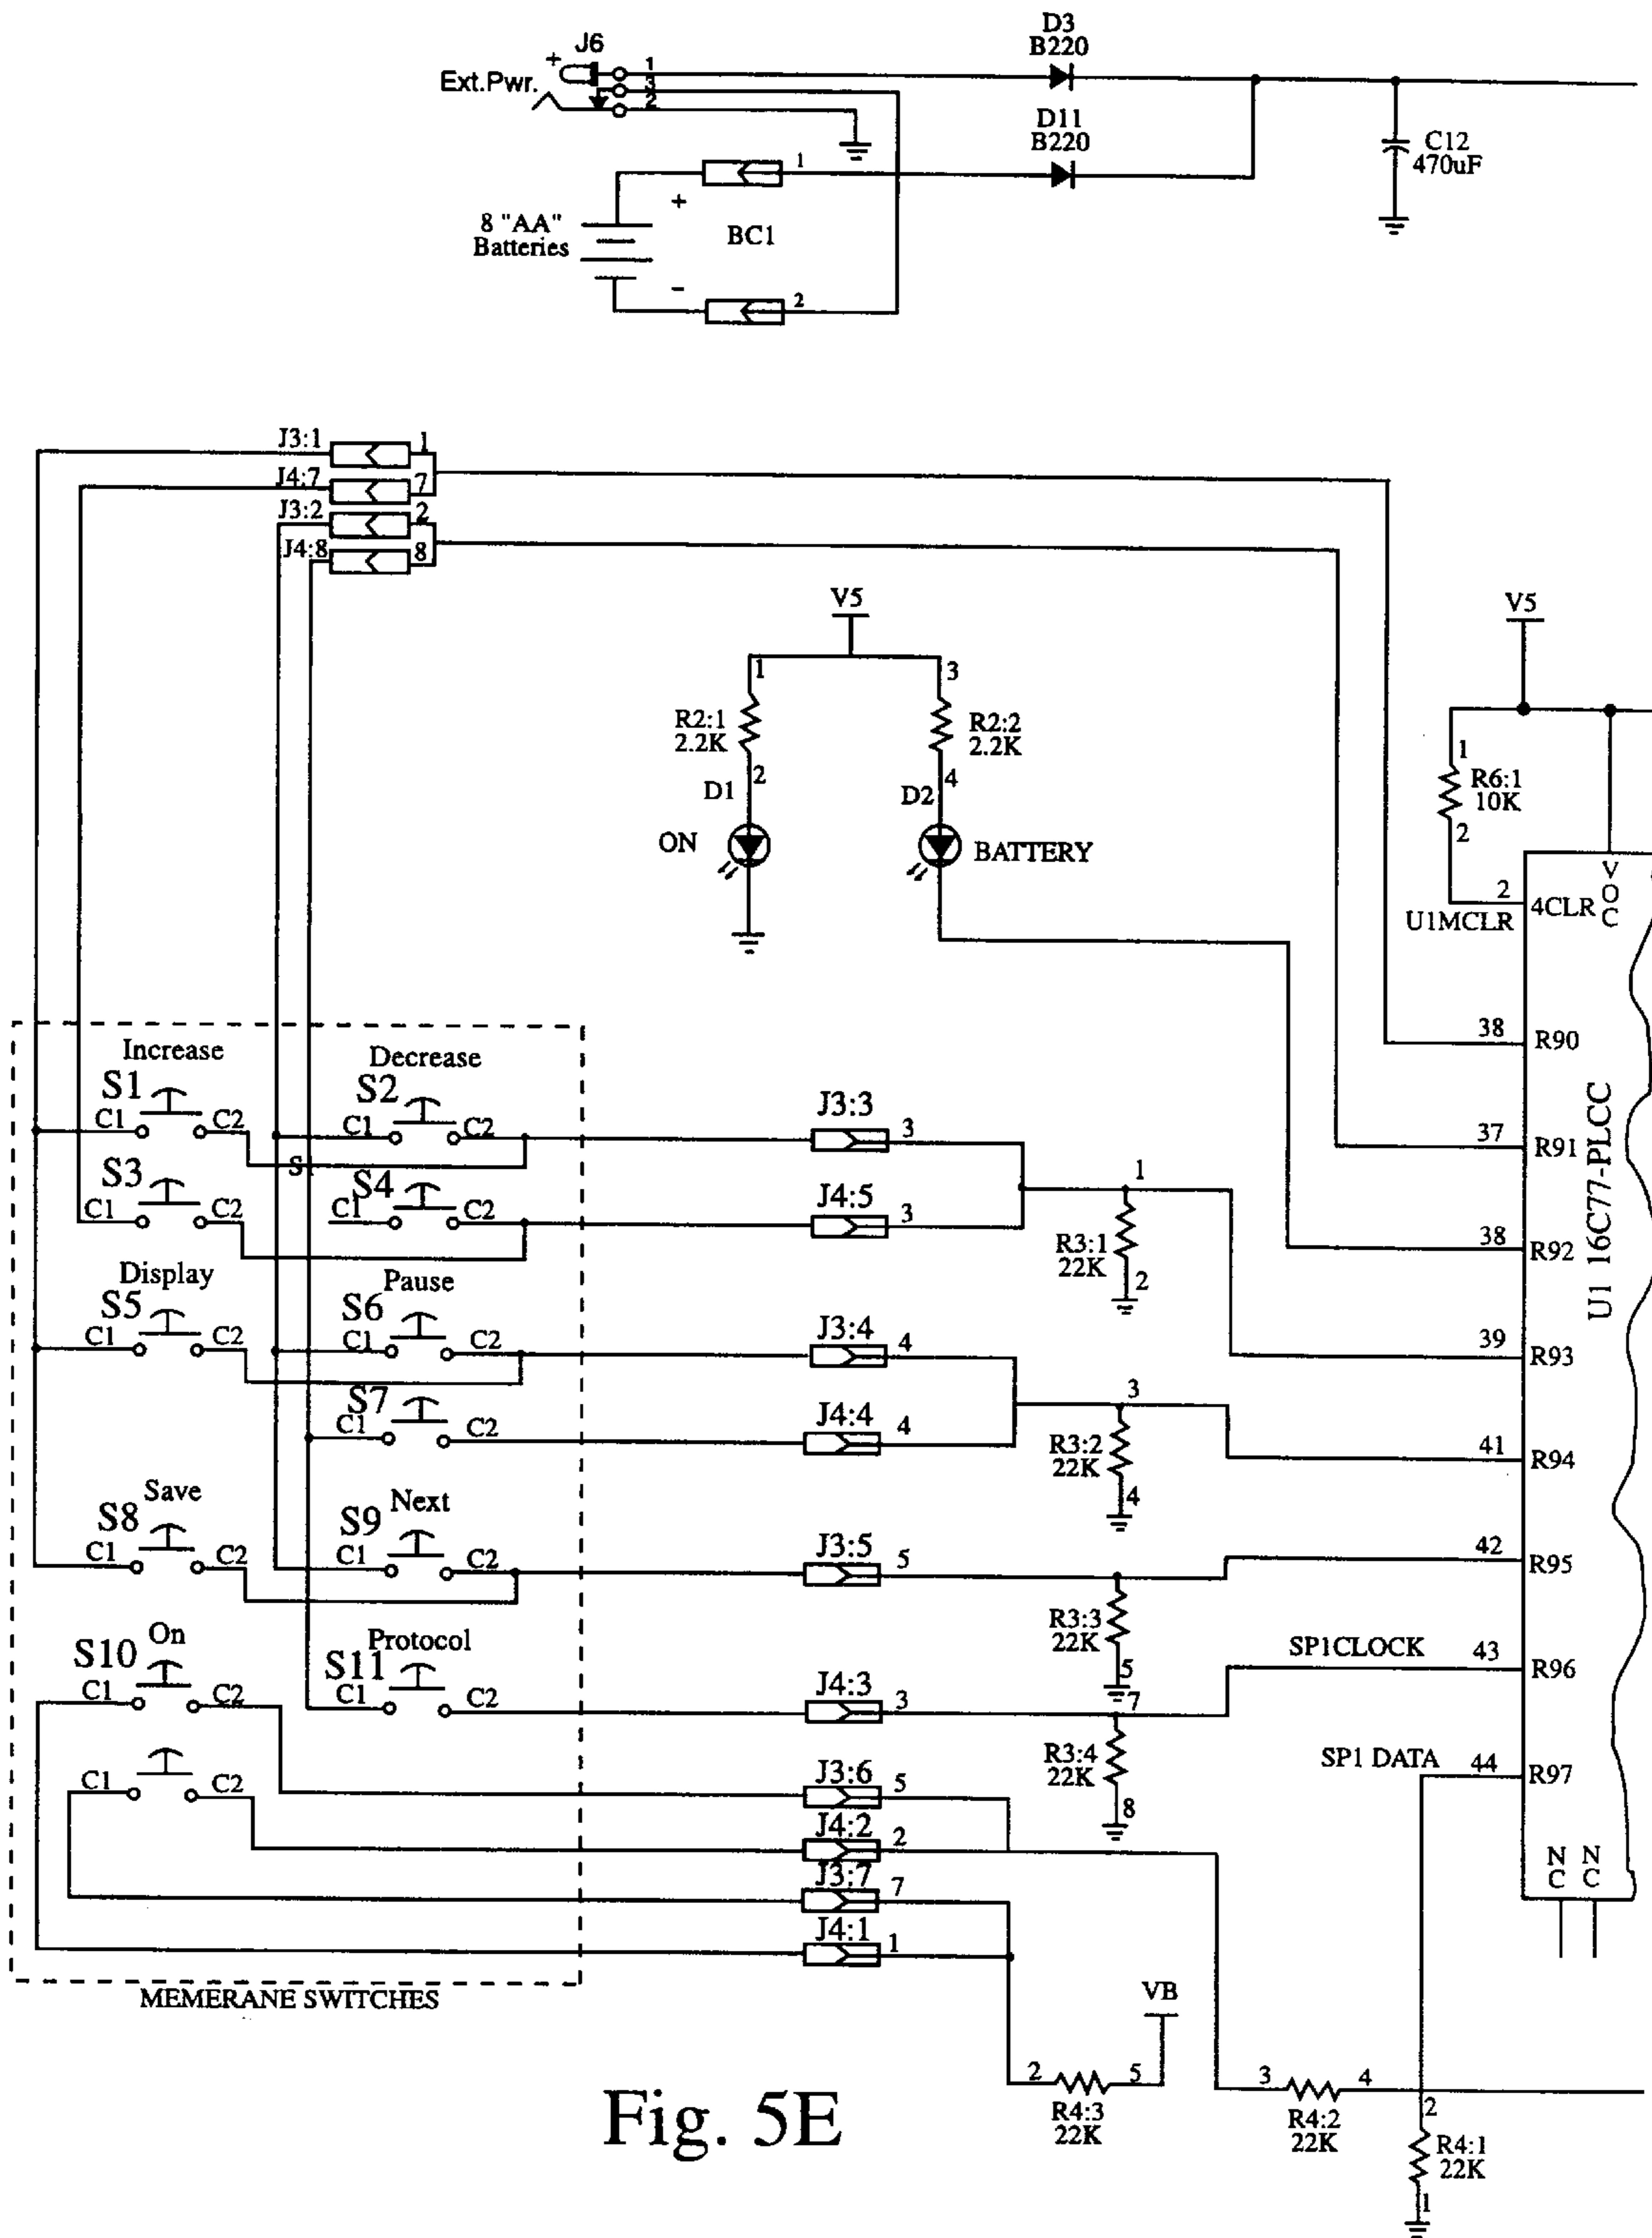 D3
B220
J6
+
1
3
2
Ext.Pwr.
D11
B220
C12
470uF
1
+
8 "AA"
Batteries
BC1
-
2
J3:1
1
J4:7
7
J3:2
2
J4:8
8
V5
V5
1
3
R2:1
2.2K
R2:2
2.2K
2
4
D1
D2
ON
BATTERY
1
R6:1
10K
2
2
4CLR
VOC
U1MCLR
38
R90
37
R91
38
R92
39
R93
41
R94
42
R95
SP1CLOCK
43
R96
SP1 DATA
44
R97
U1 16C77-PLCC
NC
NC
Increase
Decrease
S1
S2
C1
C2
C1
C2
J3:3
3
S
S3
S4
C1
C2
C1
C2
J4:5
3
1
R3:1
22K
2
Display
Pause
S5
S6
C1
C2
C1
C2
J3:4
4
S7
C1
C2
J4:4
4
3
R3:2
22K
4
Save
Next
S8
S9
C1
C2
C1
C2
J3:5
5
R3:3
22K
5
On
Protocol
S10
S11
C1
C2
C1
C2
J4:3
3
7
R3:4
22K
8
C1
C2
J3:6
5
J4:2
2
J3:7
7
J4:1
1
MEMERANE SWITCHES
VB
2
5
R4:3
22K
3
4
R4:2
22K
2
R4:1
22K
1
Fig. 5E